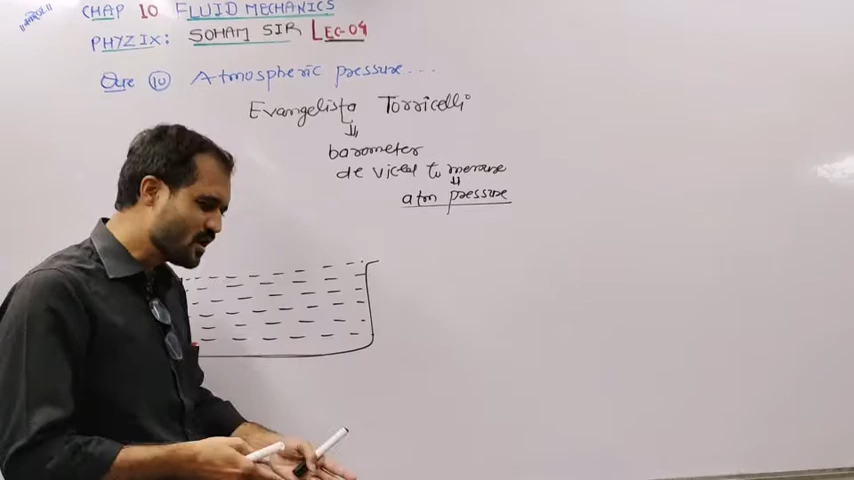 CHAP 10 FLUID MECHANICS
PHYZIX: SOHAM SIR LEC-04
Que 10 Atmospheric pressure...
Evangelista Torricelli
barometer
deviced to measure
atm pressure